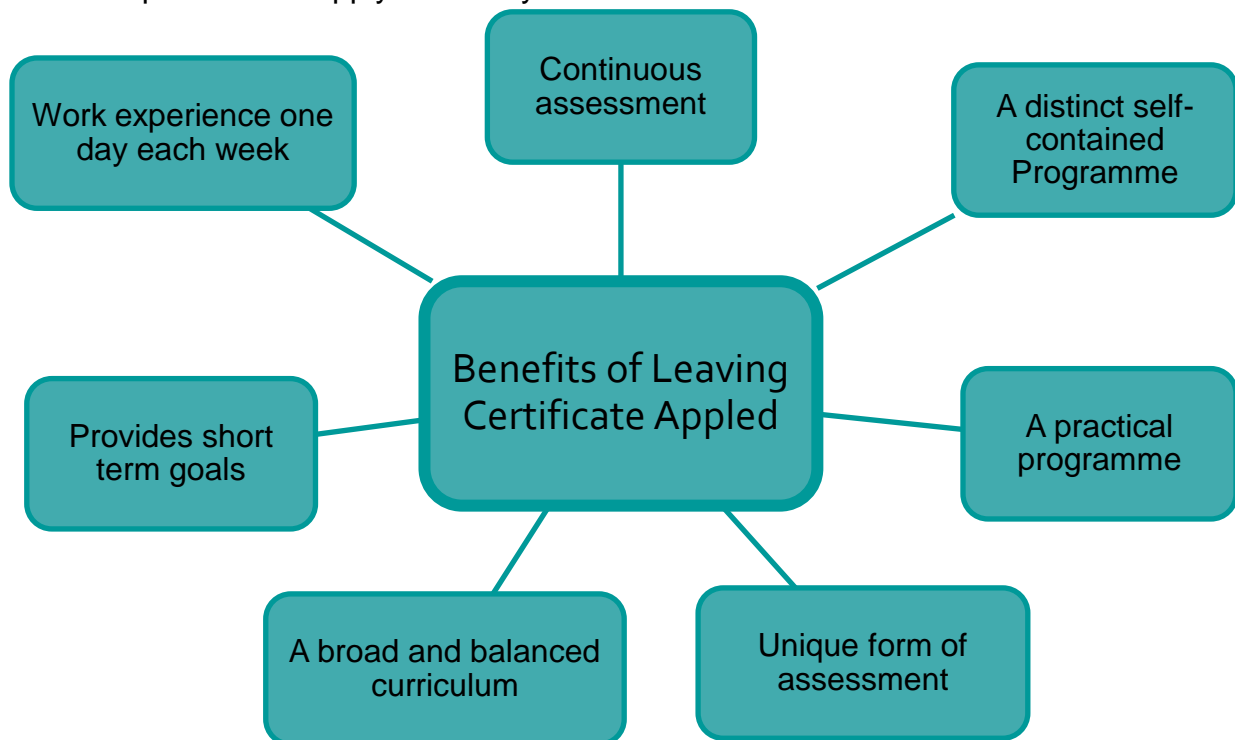 apply
Continuous
assessment
Work experience one
day each week
A distinct self-
contained
Programme
Benefits of Leaving
Certificate Appled
Provides short
term goals
A practical
programme
A broad and balanced
curriculum
Unique form of
assessment